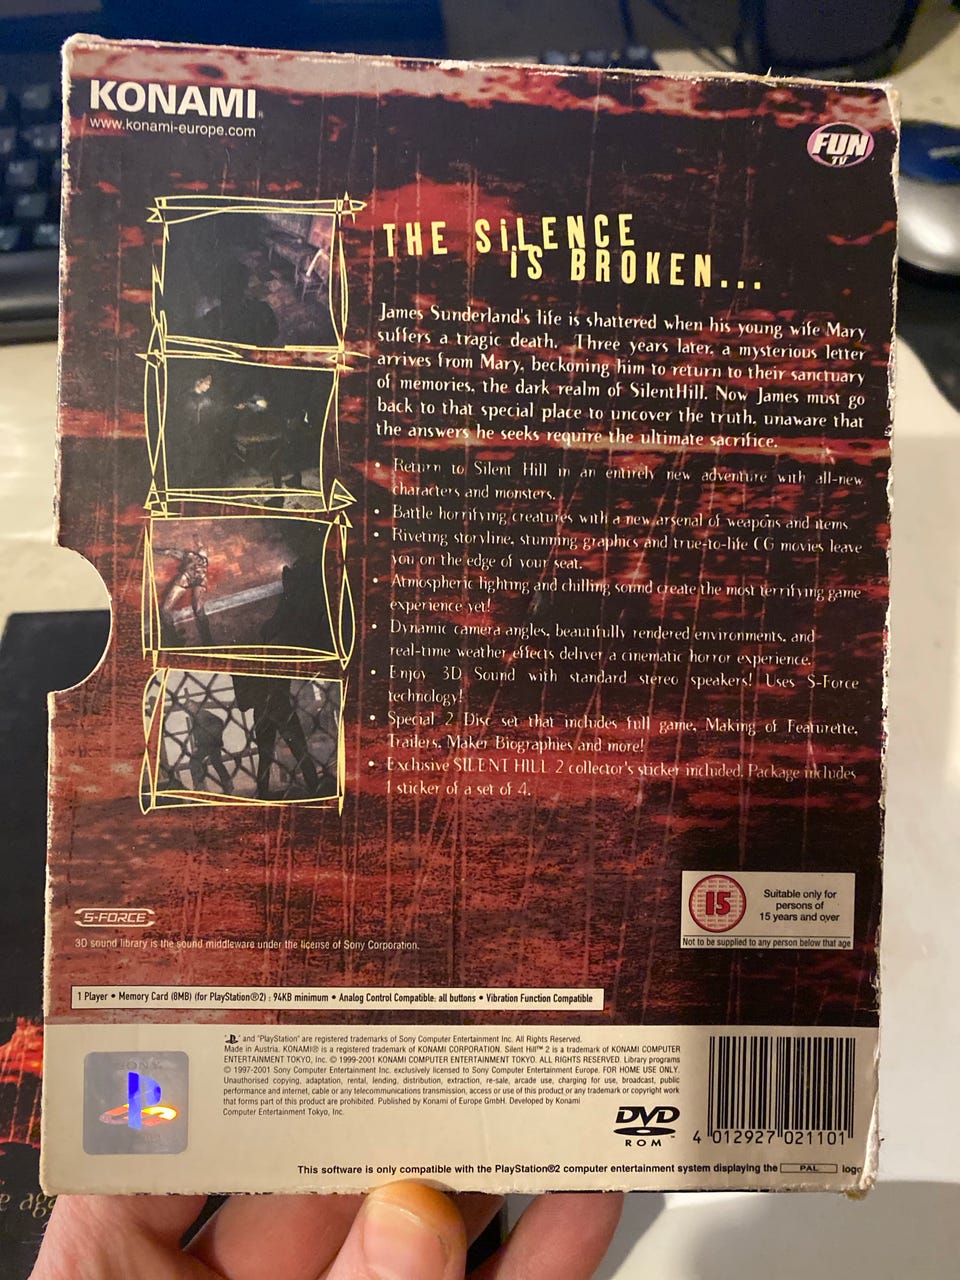 KONAMI®
www.konami-europe.com
FUN
TV
THE SiLENCE
iS BROKEN...
James Sunderland's life is shattered when his young wife Mary
suffers a tragic death. Three years later, a mysterious letter
arrives from Mary, beckoning him to return to their sanctuary
of memories, the dark realm of SilentHill. Now James must go
back to that special place to uncover the truth, unaware that
the answers he seeks require the ultimate sacrifice.
• Return to Silent Hill in an entirely new adventure with all-new
characters and monsters.
• Battle horrifying creatures with a new arsenal of weapons and items
• Riveting storyline, stunning graphics and true-to-life CG movies leave
you on the edge of your seat.
• Atmospheric lighting and chilling sound create the most terrifying game
experience yet!
• Dynamic camera angles, beautifully rendered environments, and
real-time weather effects deliver a cinematic horror experience.
• Enjoy 3D Sound with standard stereo speakers! Uses S-Force
technology!
• Special 2 Disc set that includes full game, Making of Featurette,
Trailers, Maker Biographies and more!
• Exclusive SILENT HILL 2 collector's sticker included. Package includes
1 sticker of a set of 4.
S-FORCE
3D sound library is the sound middleware under the license of Sony Corporation.
15
Suitable only for
persons of
15 years and over
Not to be supplied to any person below that age
1 Player • Memory Card (8MB) (for PlayStation®2) : 94KB minimum • Analog Control Compatible: all buttons • Vibration Function Compatible
" " and "PlayStation" are registered trademarks of Sony Computer Entertainment Inc. All Rights Reserved.
Made in Austria. KONAMI® is a registered trademark of KONAMI CORPORATION. Silent Hill™ 2 is a trademark of KONAMI COMPUTER
ENTERTAINMENT TOKYO, Inc. © 1999-2001 KONAMI COMPUTER ENTERTAINMENT TOKYO. ALL RIGHTS RESERVED. Library programs
© 1997-2001 Sony Computer Entertainment Inc. exclusively licensed to Sony Computer Entertainment Europe. FOR HOME USE ONLY.
Unauthorised copying, adaptation, rental, lending, distribution, extraction, re-sale, arcade use, charging for use, broadcast, public
performance and internet, cable or any telecommunications transmission, access or use of this product or any trademark or copyright work
that forms part of this product are prohibited. Published by Konami of Europe GmbH. Developed by Konami
Computer Entertainment Tokyo, Inc.
SONY
DVD™
ROM
4 012927 021101
This software is only compatible with the PlayStation®2 computer entertainment system displaying the PAL logo